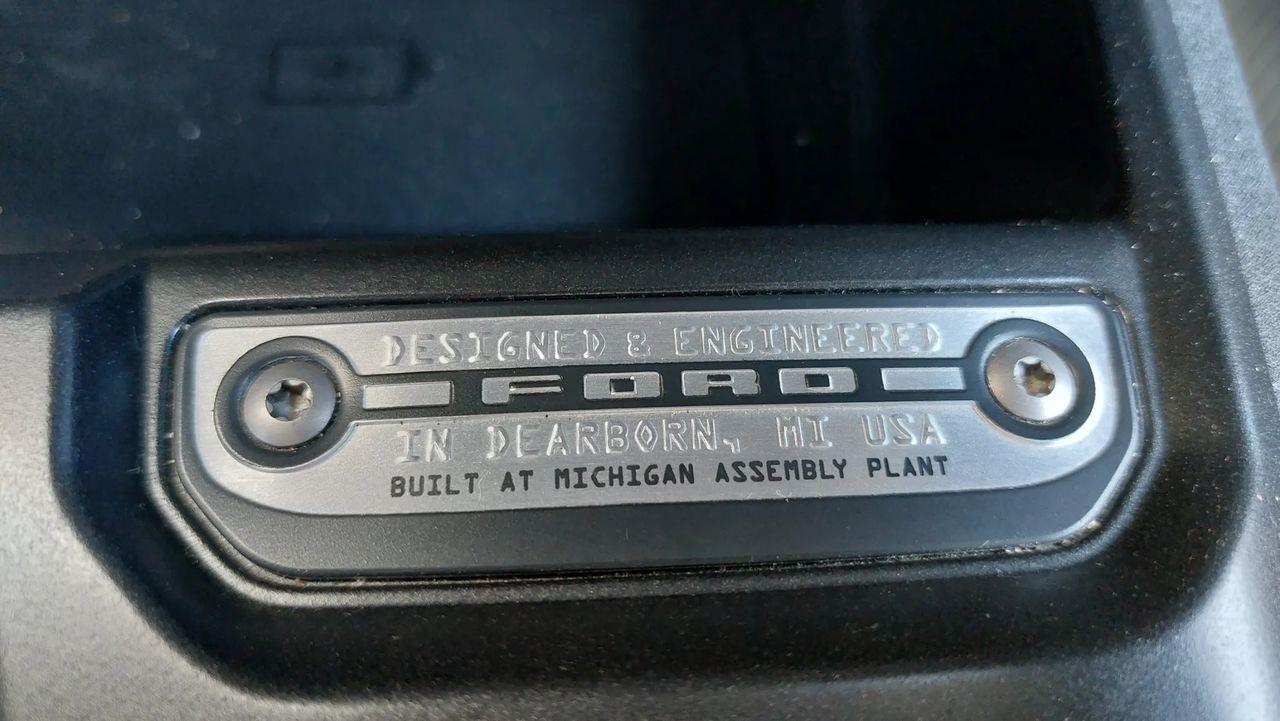 DESIGNED & ENGINEERED
FORD
IN DEARBORN, MI USA
BUILT AT MICHIGAN ASSEMBLY PLANT